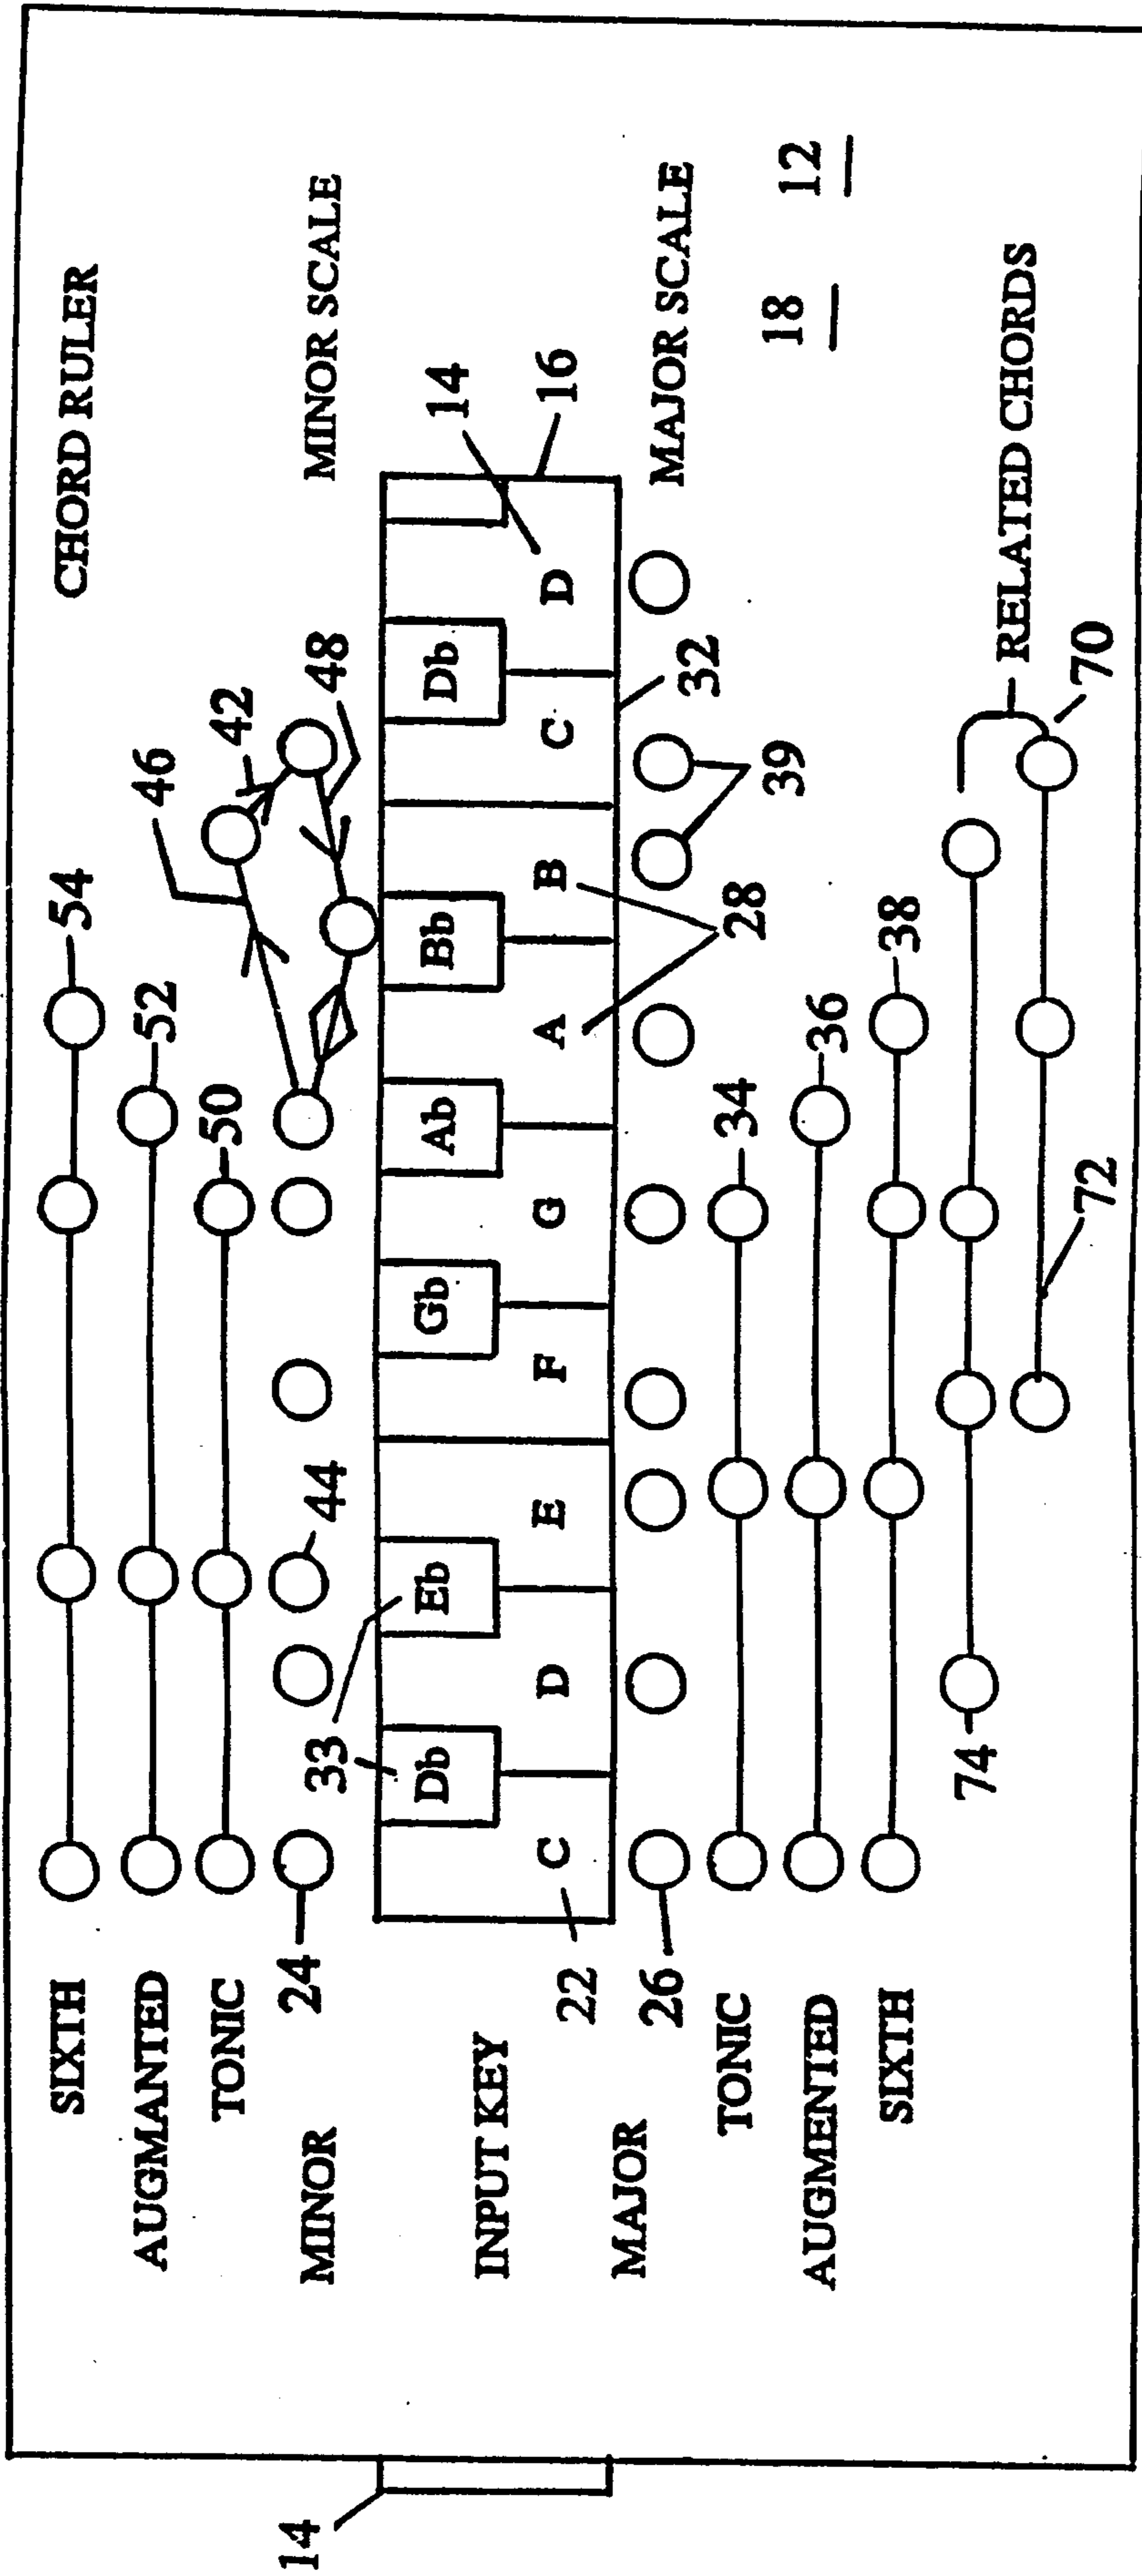 CHORD RULER
SIXTH
54
AUGMANTED
52
46
TONIC
50
42
MINOR
24
44
48
MINOR SCALE
33
Db
Eb
Gb
Ab
Bb
Db
14
INPUT KEY
22
C
D
E
F
G
A
B
C
D
16
14
28
32
MAJOR
26
39
MAJOR SCALE
TONIC
34
18
12
AUGMENTED
36
SIXTH
38
74
RELATED CHORDS
72
70